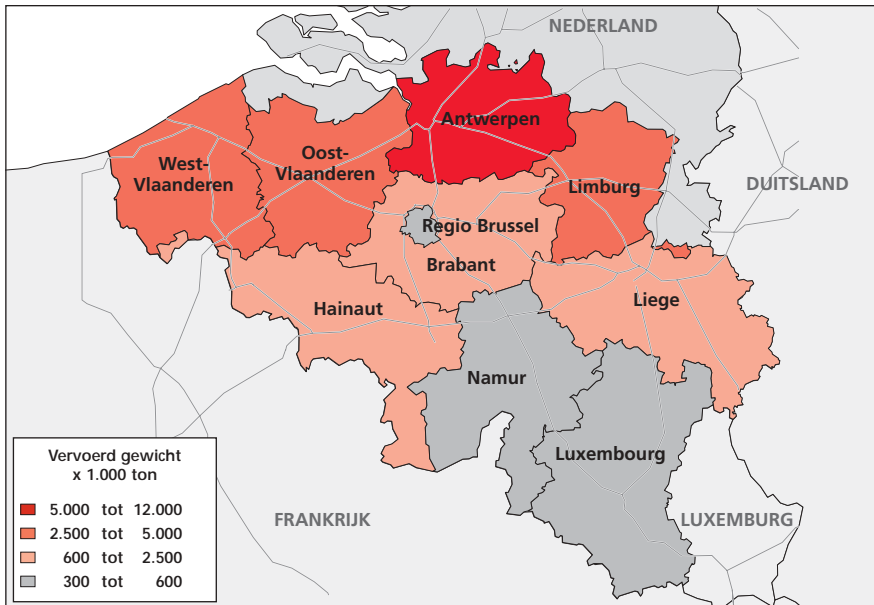 NEDERLAND
Antwerpen
West-
Vlaanderen
Oost-
Vlaanderen
Limburg
DUITSLAND
Regio Brussel
Brabant
Hainaut
Liege
Namur
Luxembourg
FRANKRIJK
LUXEMBURG
Vervoerd gewicht
x 1.000 ton
5.000 tot 12.000
2.500 tot 5.000
600 tot 2.500
300 tot 600